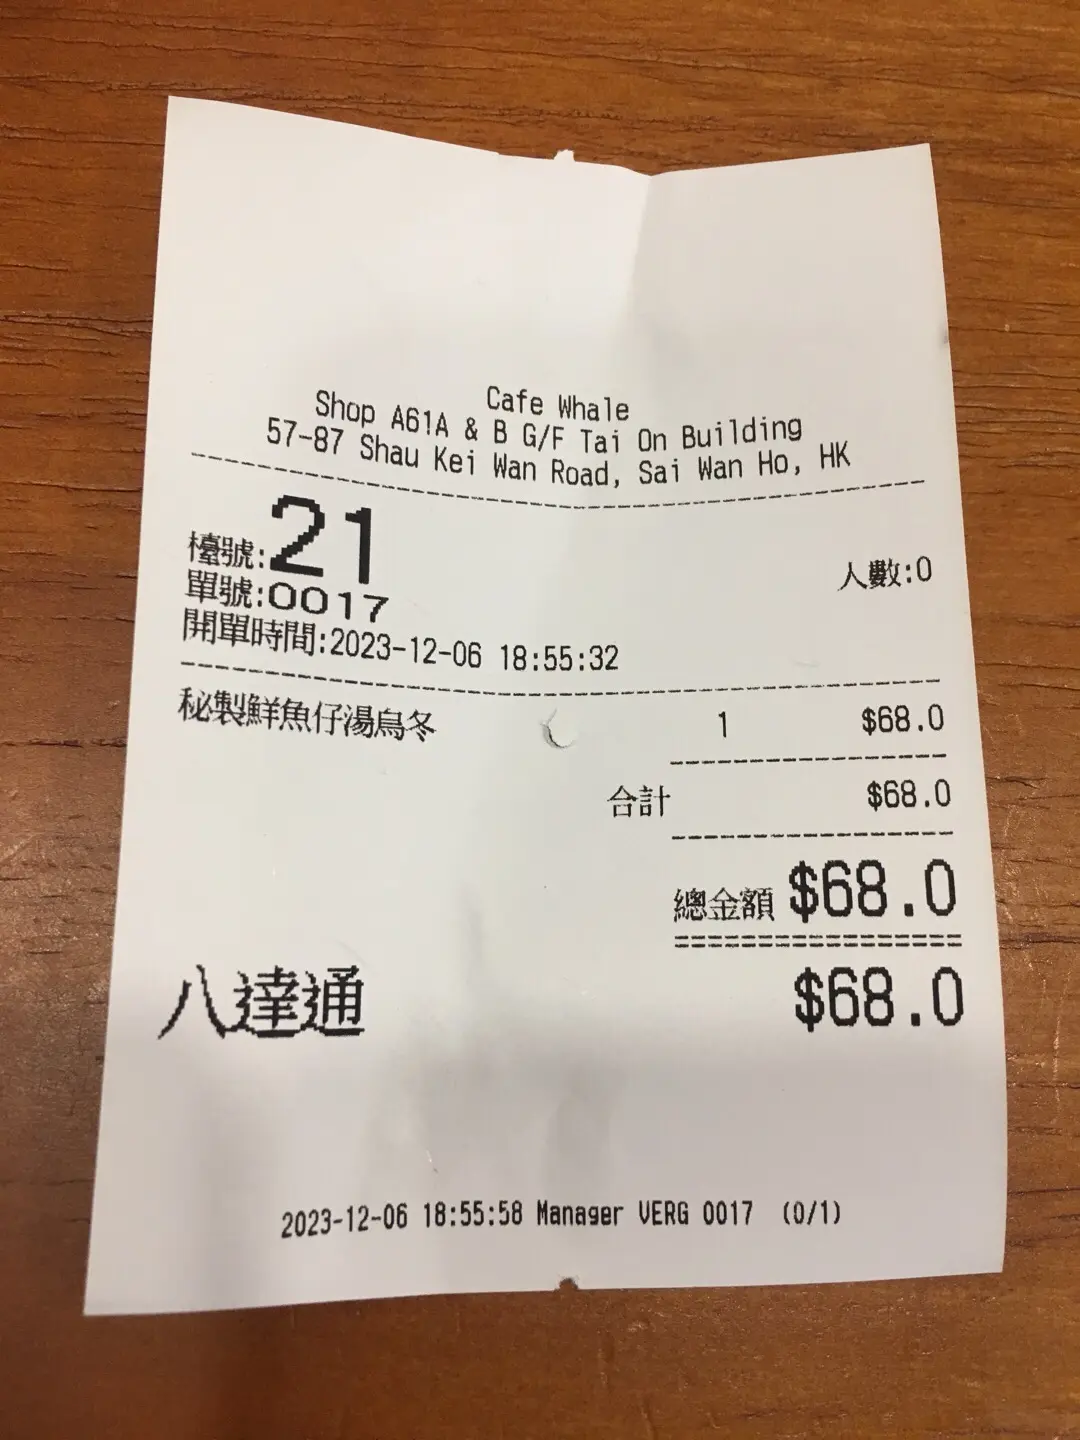 Cafe Whale
Shop A61A & B G/F Tai On Building
57-87 Shau Kei Wan Road, Sai Wan Ho, HK
檯號:21
人數:0
單號:0017
開單時間:2023-12-06 18:55:32
秘製鮮魚仔湯烏冬 1 $68.0
合計 $68.0
總金額 $68.0
八達通 $68.0
2023-12-06 18:55:58 Manager VERG 0017 (0/1)